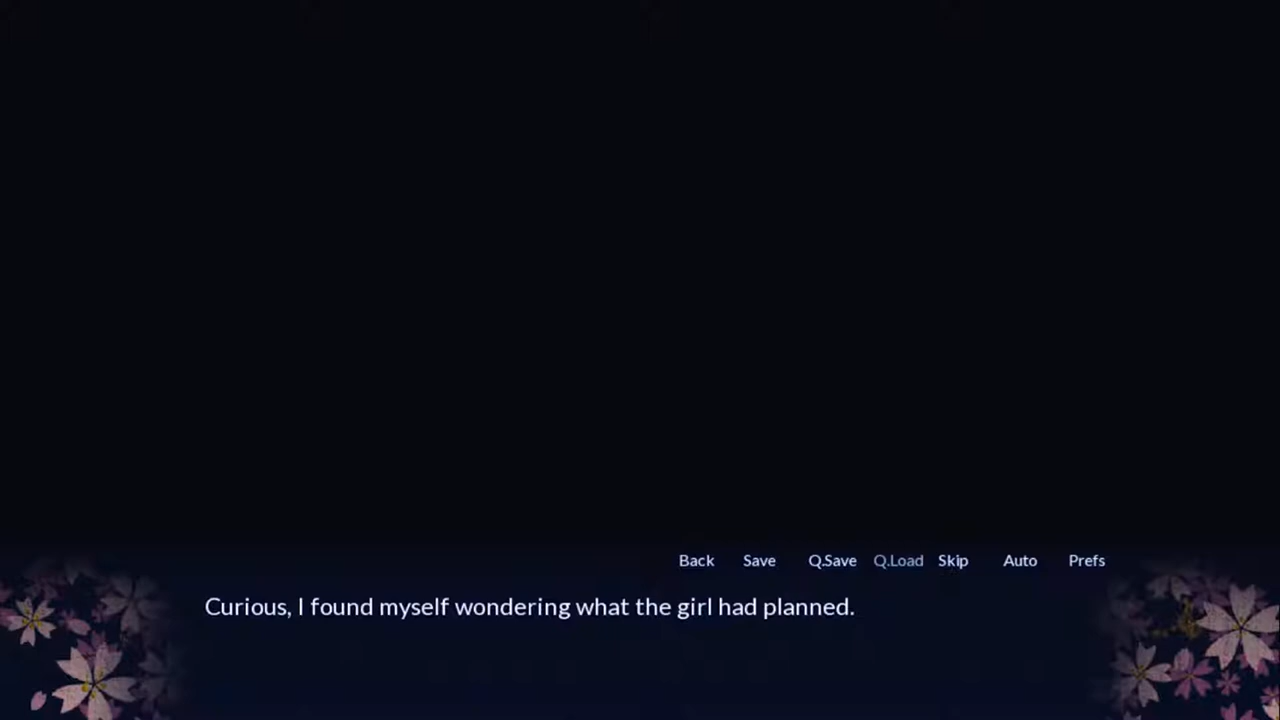 Back Save Q.Save Q.Load Skip Auto Prefs
Curious, I found myself wondering what the girl had planned.